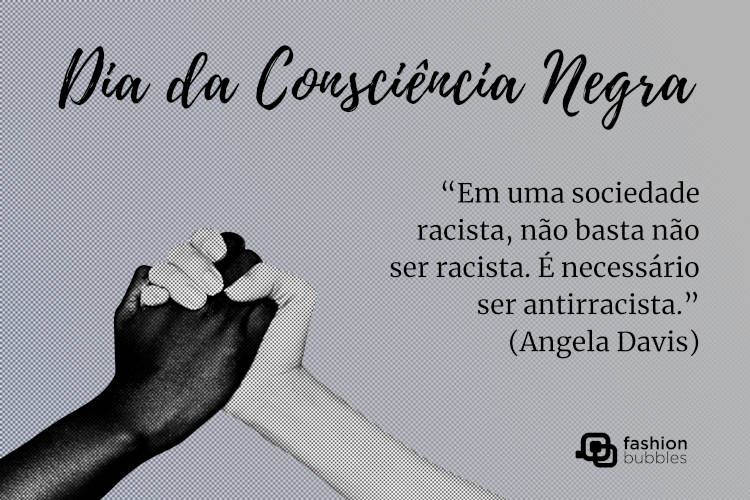 Dia da Consciência Negra
“Em uma sociedade
racista, não basta não
ser racista. É necessário
ser antirracista.”
(Angela Davis)
fashion
bubbles